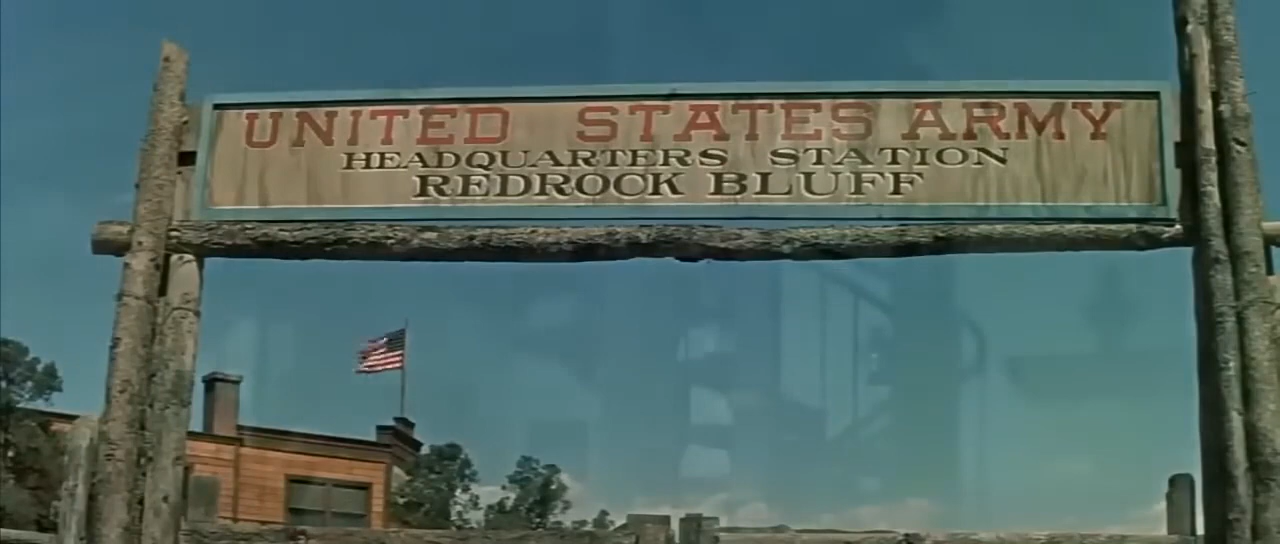 UNITED STATES ARMY
HEADQUARTERS STATION
REDROCK BLUFF